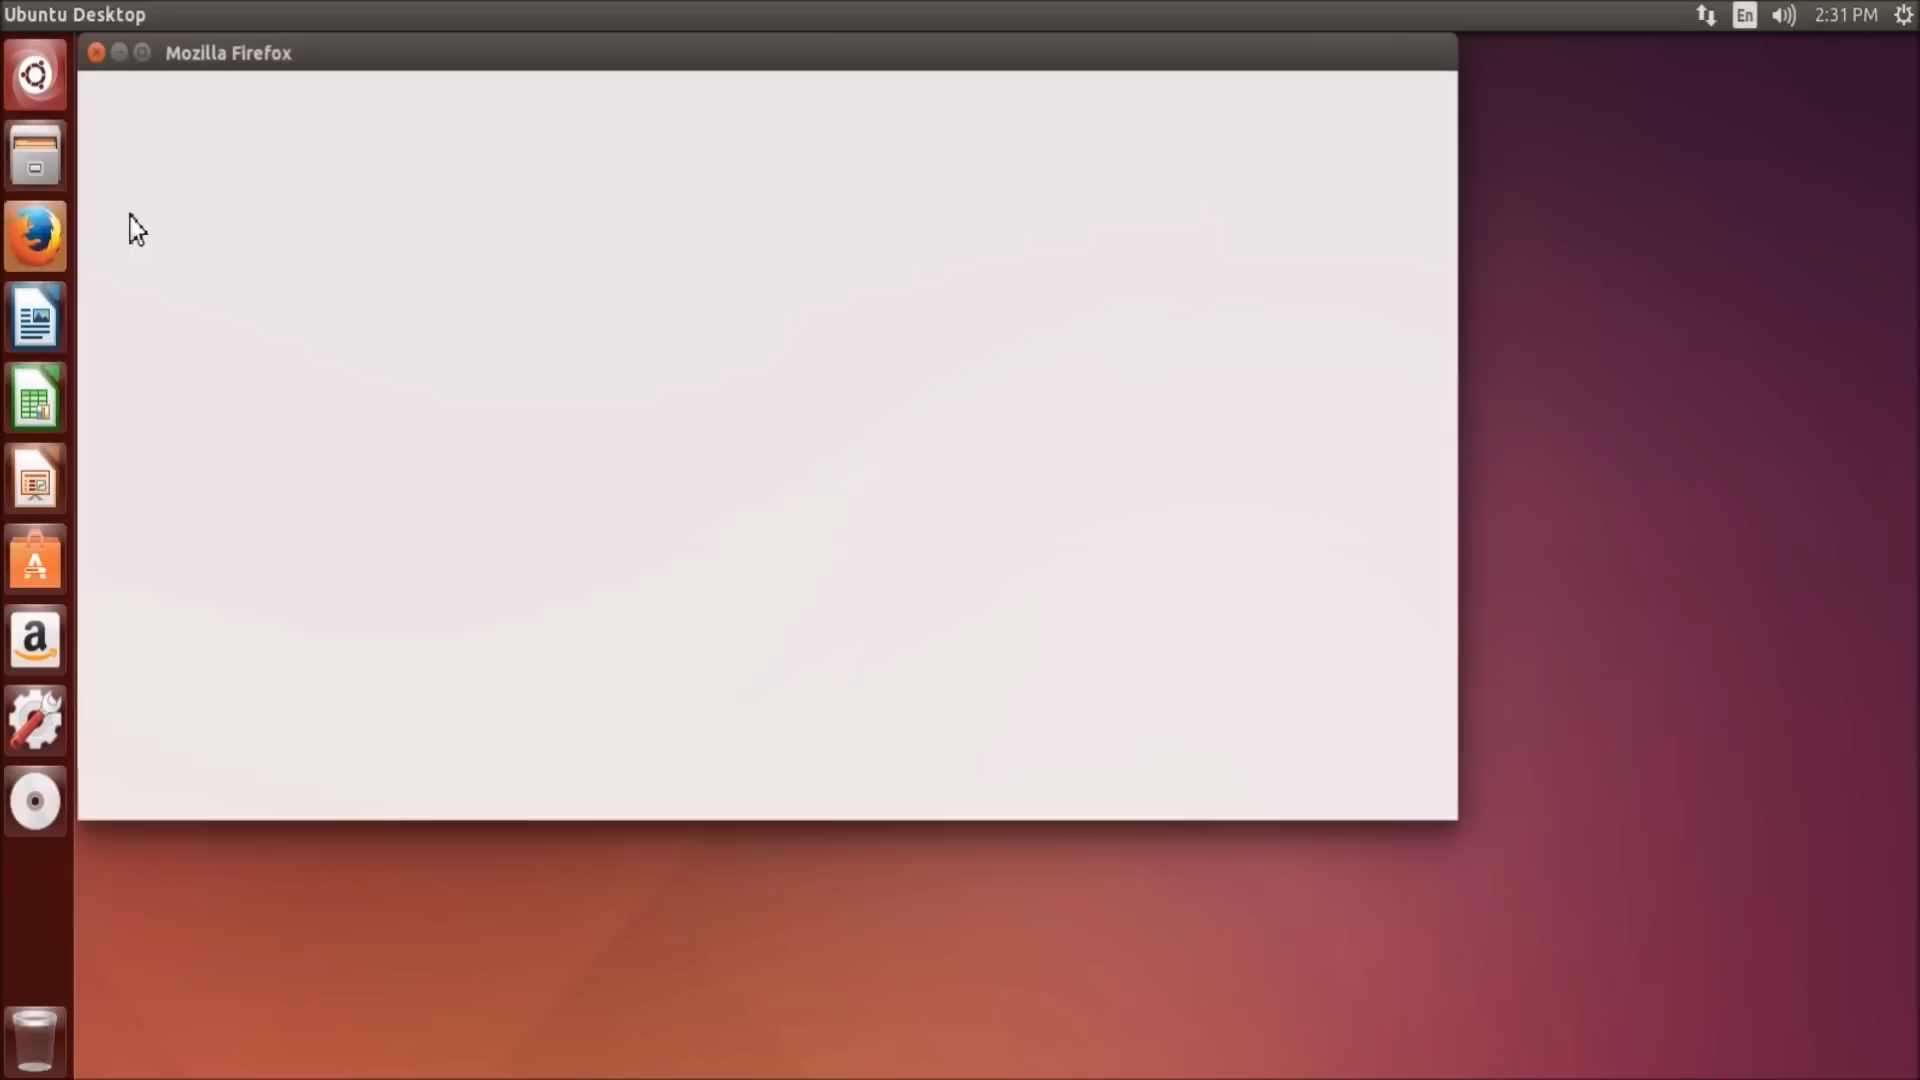 Ubuntu Desktop
En
2:31 PM
Mozilla Firefox
A
a